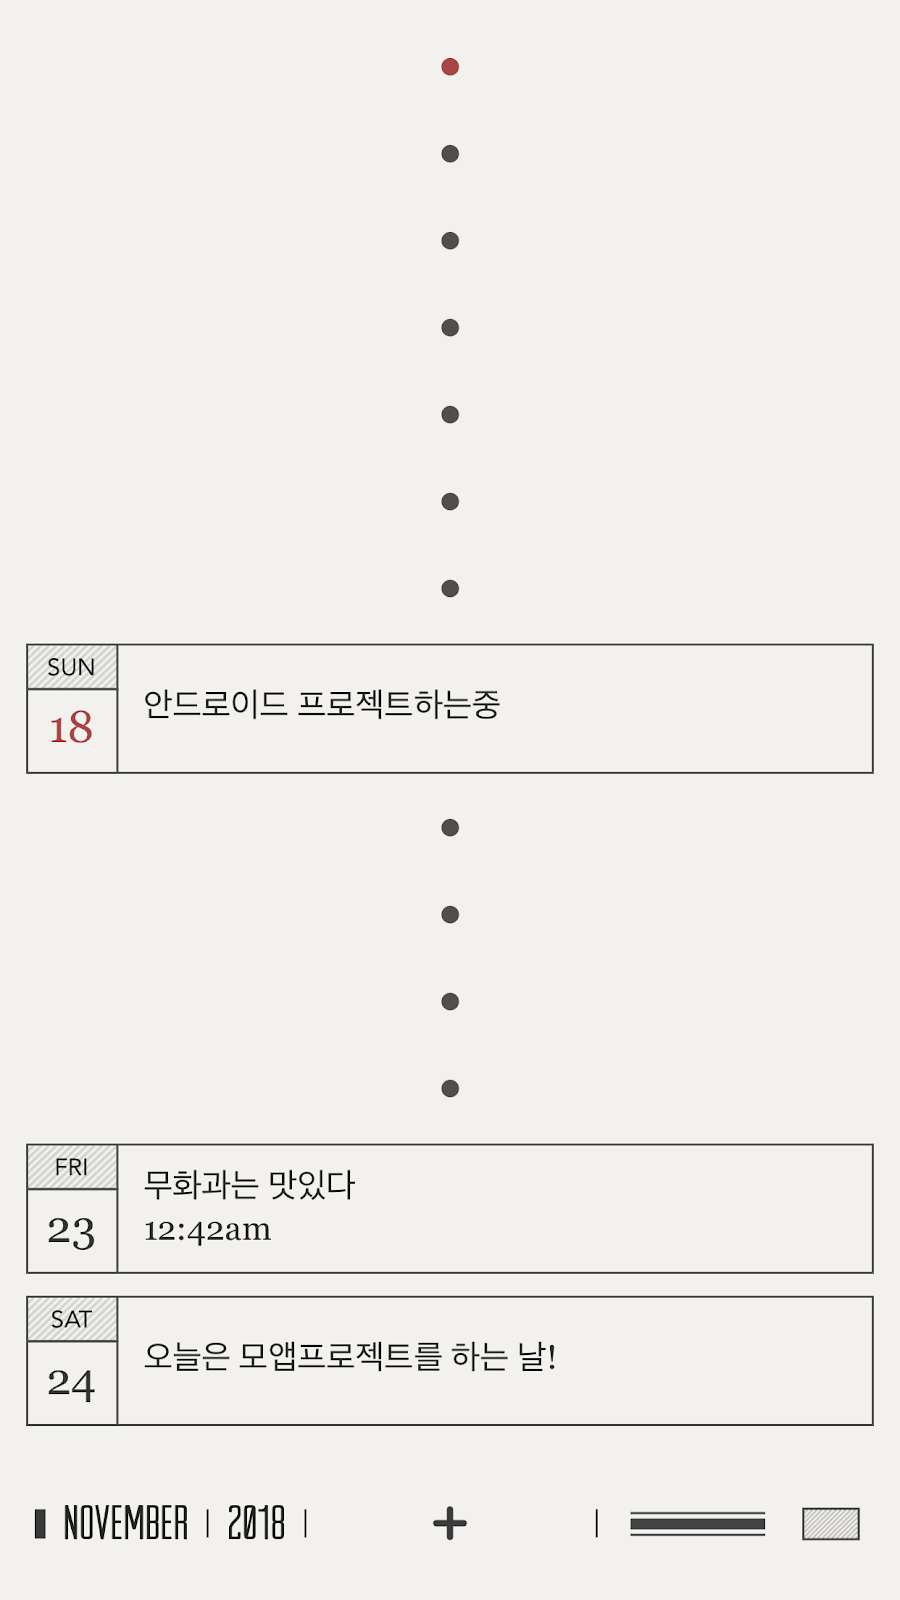 SUN
18
안드로이드 프로젝트하는중
FRI
23
무화과는 맛있다
12:42am
SAT
24
오늘은 모앱프로젝트를 하는 날!
NOVEMBER | 2018 |